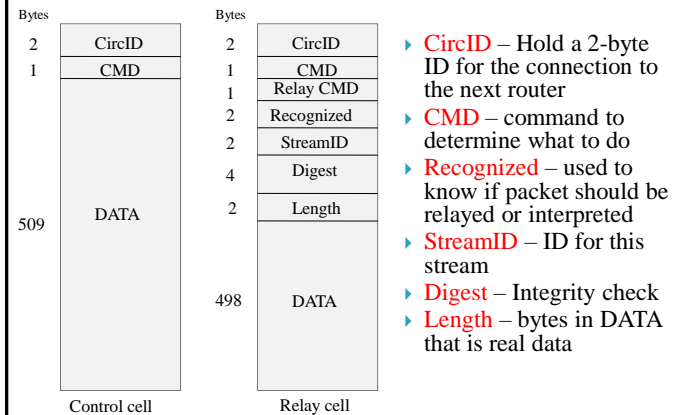 Bytes
2 CircID
1 CMD
509 DATA
Control cell
Bytes
2 CircID
1 CMD
1 Relay CMD
2 Recognized
2 StreamID
4 Digest
2 Length
498 DATA
Relay cell
CircID – Hold a 2-byte
ID for the connection to
the next router
CMD – command to
determine what to do
Recognized – used to
know if packet should be
relayed or interpreted
StreamID – ID for this
stream
Digest – Integrity check
Length – bytes in DATA
that is real data